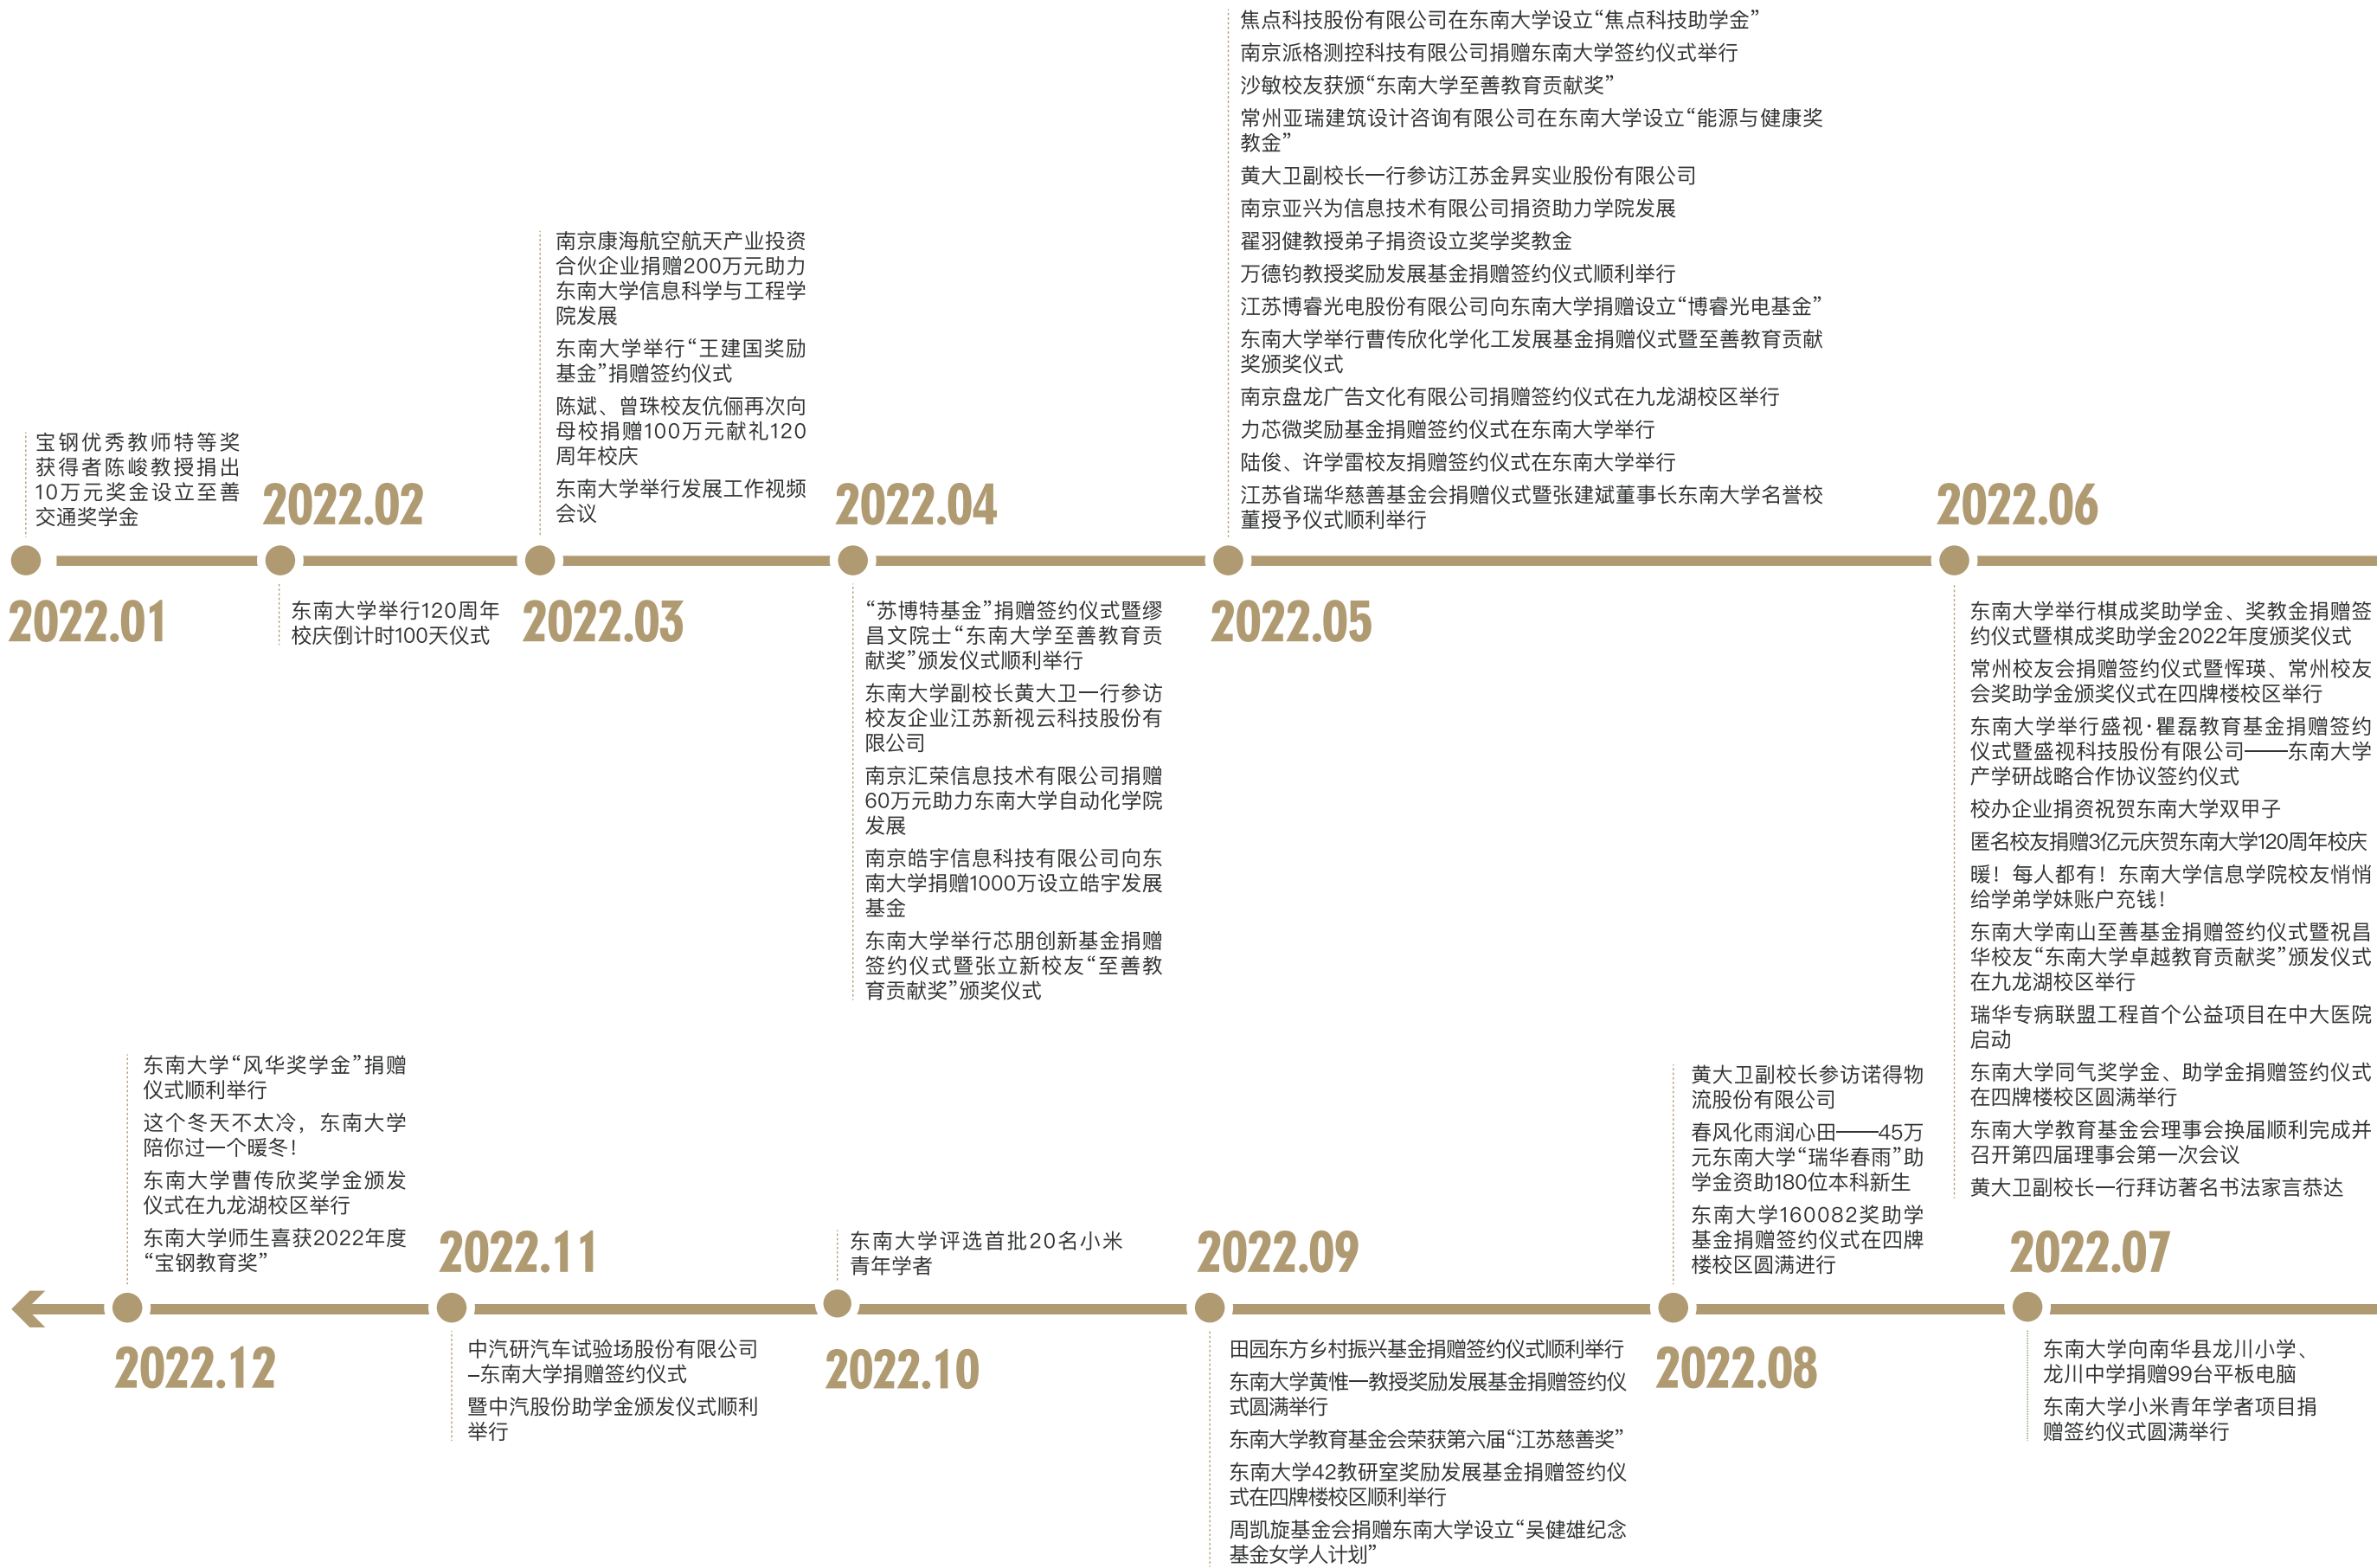 宝钢优秀教师特等奖
获得者陈峻教授捐出
10万元奖金设立至善
交通奖学金
2022.01
2022.02
东南大学举行120周年
校庆倒计时100天仪式
南京康海航空航天产业投资
合伙企业捐赠200万元助力
东南大学信息科学与工程学
院发展
东南大学举行“王建国奖励
基金”捐赠签约仪式
陈斌、曾珠校友伉俪再次向
母校捐赠100万元献礼120
周年校庆
东南大学举行发展工作视频
会议
2022.03
2022.04
“苏博特基金”捐赠签约仪式暨缪
昌文院士“东南大学至善教育贡
献奖”颁发仪式顺利举行
东南大学副校长黄大卫一行参访
校友企业江苏新视云科技股份有
限公司
南京汇荣信息技术有限公司捐赠
60万元助力东南大学自动化学院
发展
南京皓宇信息科技有限公司向东
南大学捐赠1000万设立皓宇发展
基金
东南大学举行芯朋创新基金捐赠
签约仪式暨张立新校友“至善教
育贡献奖”颁奖仪式
焦点科技股份有限公司在东南大学设立“焦点科技助学金”
南京派格测控科技有限公司捐赠东南大学签约仪式举行
沙敏校友获颁“东南大学至善教育贡献奖”
常州亚瑞建筑设计咨询有限公司在东南大学设立“能源与健康奖
教金”
黄大卫副校长一行参访江苏金昇实业股份有限公司
南京亚兴为信息技术有限公司捐资助力学院发展
翟羽健教授弟子捐资设立奖学奖教金
万德钧教授奖励发展基金捐赠签约仪式顺利举行
江苏博睿光电股份有限公司向东南大学捐赠设立“博睿光电基金”
东南大学举行曹传欣化学化工发展基金捐赠仪式暨至善教育贡献
奖颁奖仪式
南京盘龙广告文化有限公司捐赠签约仪式在九龙湖校区举行
力芯微奖励基金捐赠签约仪式在东南大学举行
陆俊、许学雷校友捐赠签约仪式在东南大学举行
江苏省瑞华慈善基金会捐赠仪式暨张建斌董事长东南大学名誉校
董授予仪式顺利举行
2022.05
2022.06
东南大学举行棋成奖助学金、奖教金捐赠签
约仪式暨棋成奖助学金2022年度颁奖仪式
常州校友会捐赠签约仪式暨恽瑛、常州校友
会奖助学金颁奖仪式在四牌楼校区举行
东南大学举行盛视·瞿磊教育基金捐赠签约
仪式暨盛视科技股份有限公司——东南大学
产学研战略合作协议签约仪式
校办企业捐资祝贺东南大学双甲子
匿名校友捐赠3亿元庆贺东南大学120周年校庆
暖！每人都有！东南大学信息学院校友悄悄
给学弟学妹账户充钱！
东南大学南山至善基金捐赠签约仪式暨祝昌
华校友“东南大学卓越教育贡献奖”颁发仪式
在九龙湖校区举行
瑞华专病联盟工程首个公益项目在中大医院
启动
东南大学同气奖学金、助学金捐赠签约仪式
在四牌楼校区圆满举行
东南大学教育基金会理事会换届顺利完成并
召开第四届理事会第一次会议
黄大卫副校长一行拜访著名书法家言恭达
2022.07
东南大学向南华县龙川小学、
龙川中学捐赠99台平板电脑
东南大学小米青年学者项目捐
赠签约仪式圆满举行
黄大卫副校长参访诺得物
流股份有限公司
春风化雨润心田——45万
元东南大学“瑞华春雨”助
学金资助180位本科新生
东南大学160082奖助学
基金捐赠签约仪式在四牌
楼校区圆满进行
2022.08
2022.09
田园东方乡村振兴基金捐赠签约仪式顺利举行
东南大学黄惟一教授奖励发展基金捐赠签约仪
式圆满举行
东南大学教育基金会荣获第六届“江苏慈善奖”
东南大学42教研室奖励发展基金捐赠签约仪
式在四牌楼校区顺利举行
周凯旋基金会捐赠东南大学设立“吴健雄纪念
基金女学人计划”
东南大学评选首批20名小米
青年学者
2022.10
2022.11
中汽研汽车试验场股份有限公司
–东南大学捐赠签约仪式
暨中汽股份助学金颁发仪式顺利
举行
东南大学“风华奖学金”捐赠
仪式顺利举行
这个冬天不太冷，东南大学
陪你过一个暖冬！
东南大学曹传欣奖学金颁发
仪式在九龙湖校区举行
东南大学师生喜获2022年度
“宝钢教育奖”
2022.12